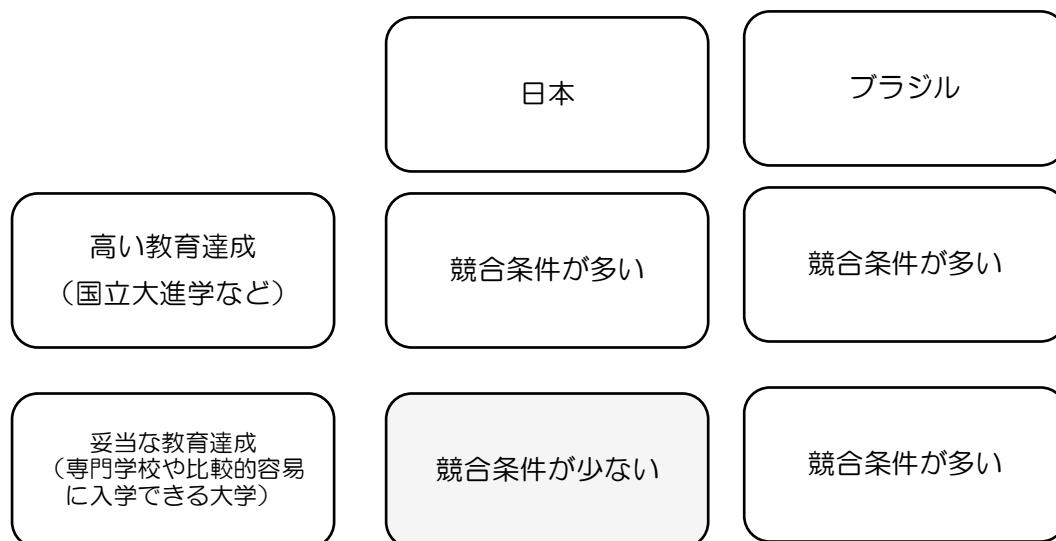 日本
ブラジル
高い教育達成
（国立大進学など）
競合条件が多い
競合条件が多い
妥当な教育達成
（専門学校や比較的容易
に入学できる大学）
競合条件が少ない
競合条件が多い